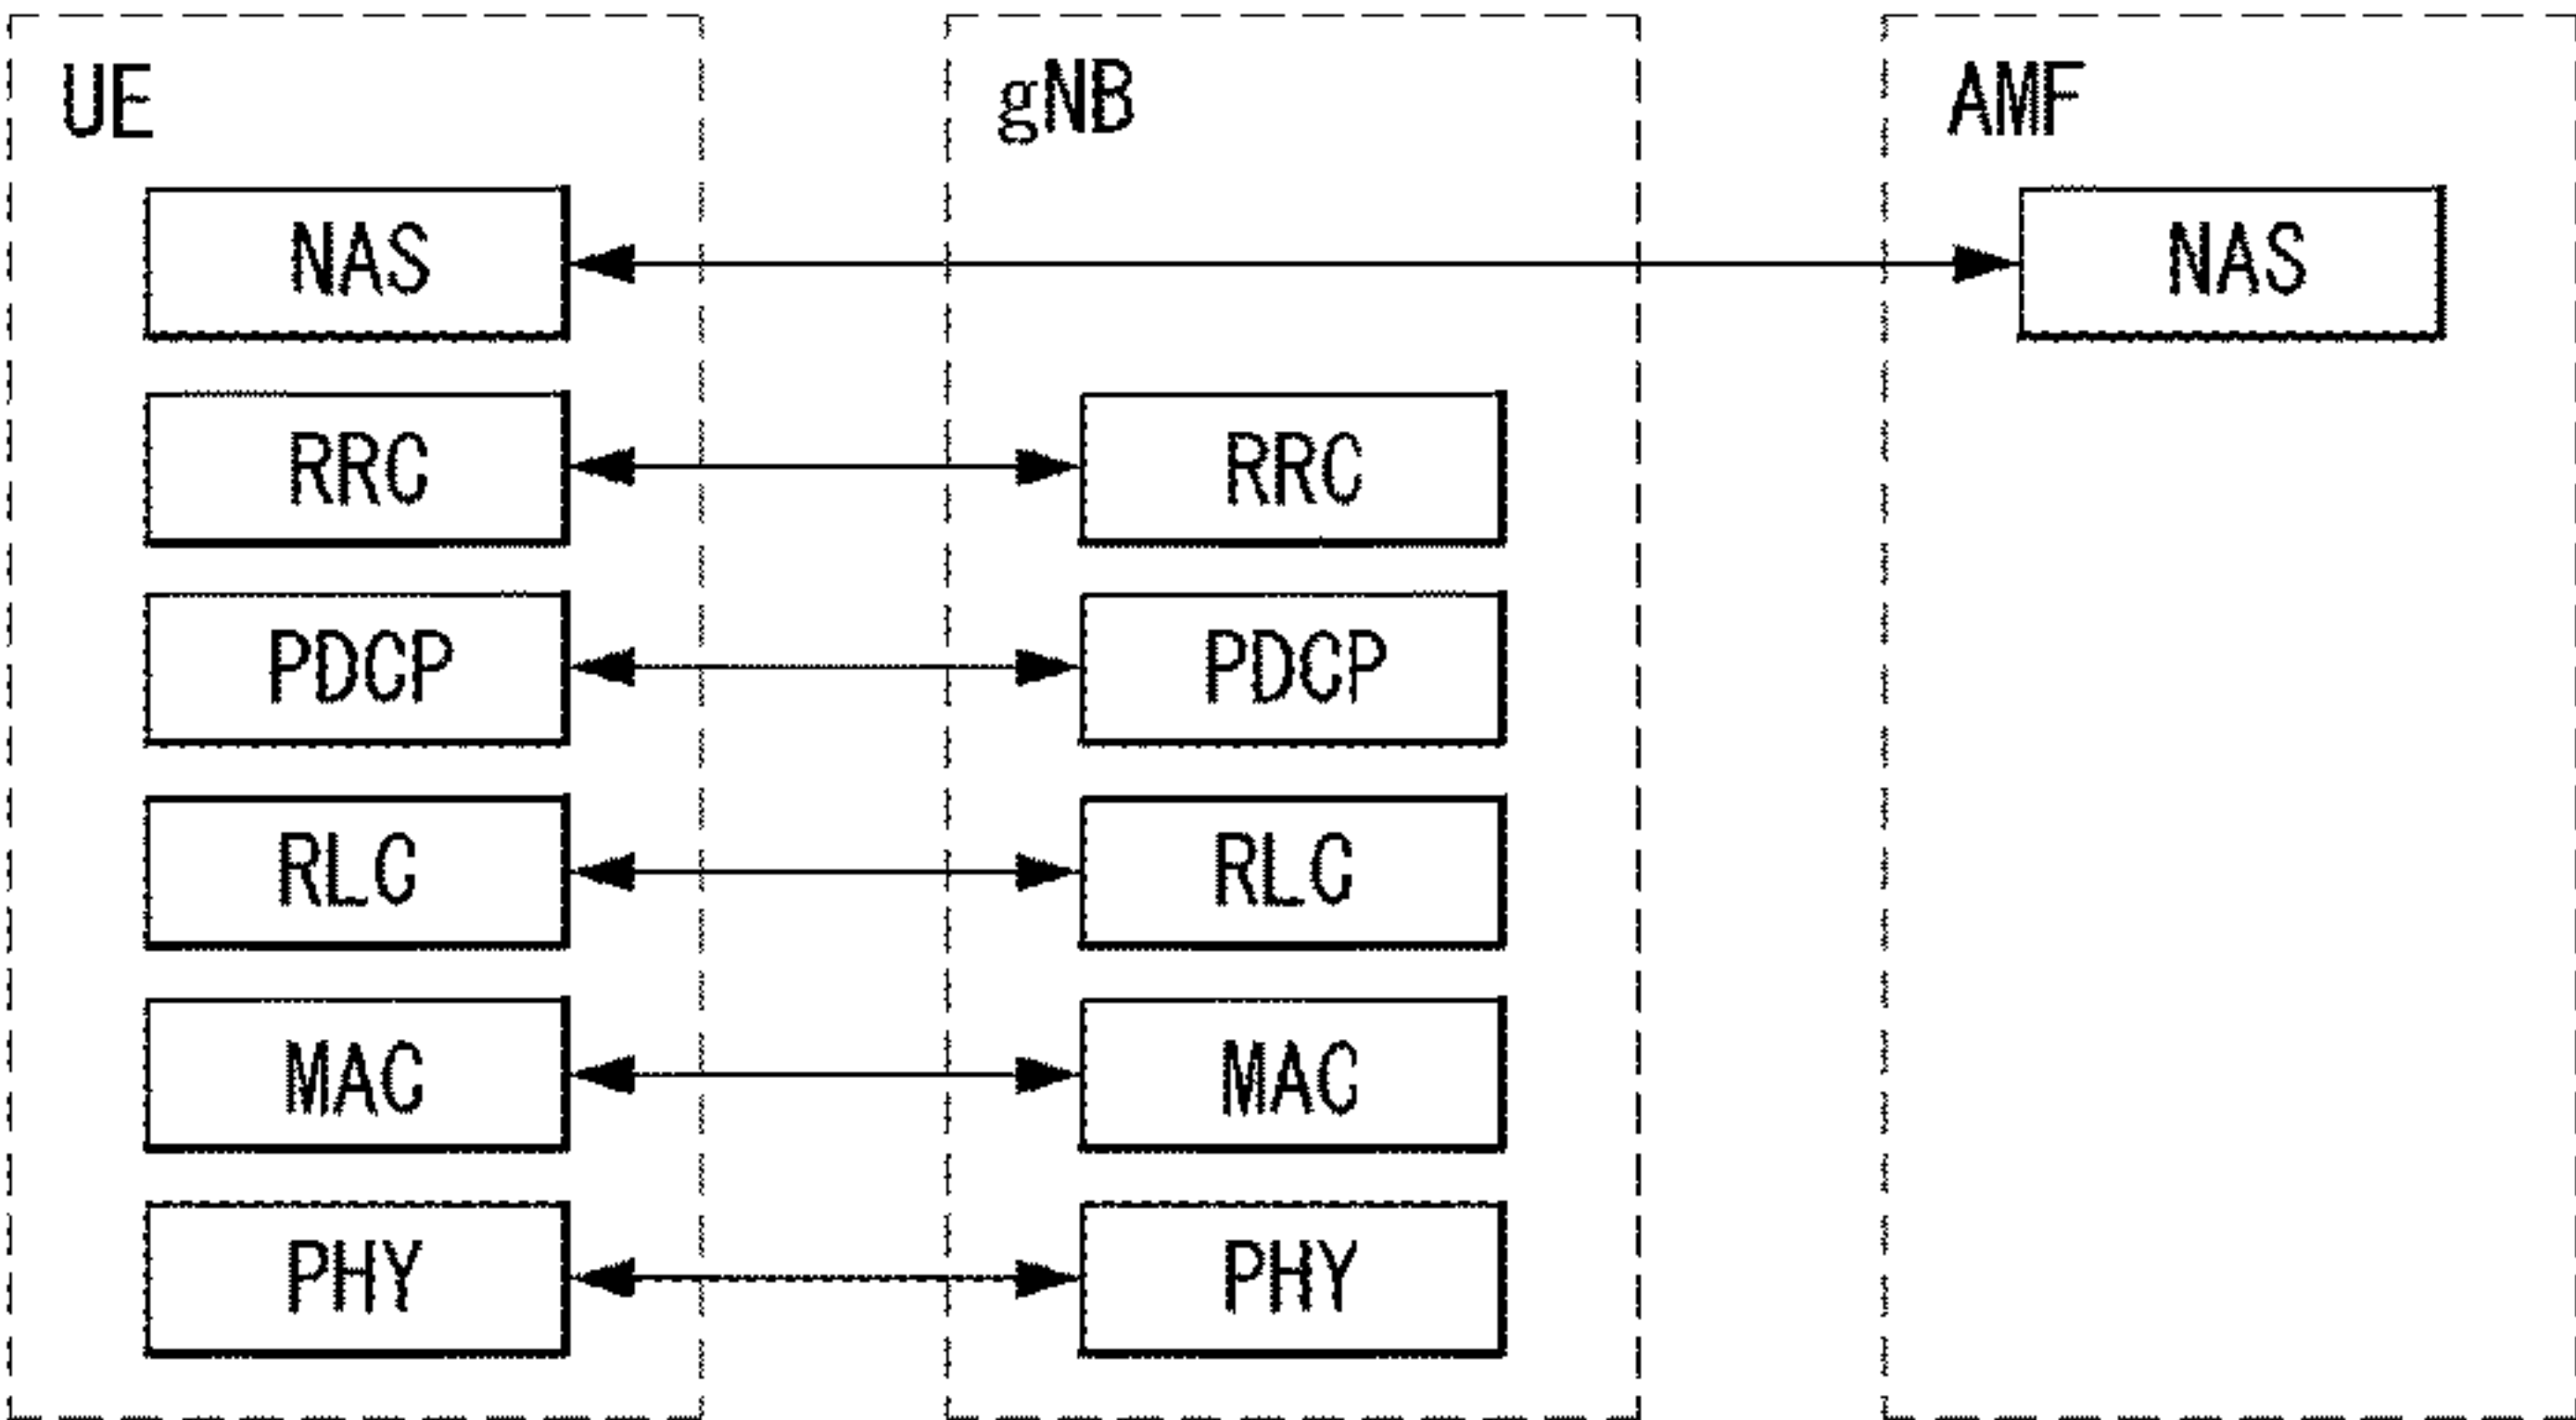 UE gNB AMF
NAS NAS
RRC RRC
PDCP PDCP
RLC RLC
MAC MAC
PHY PHY